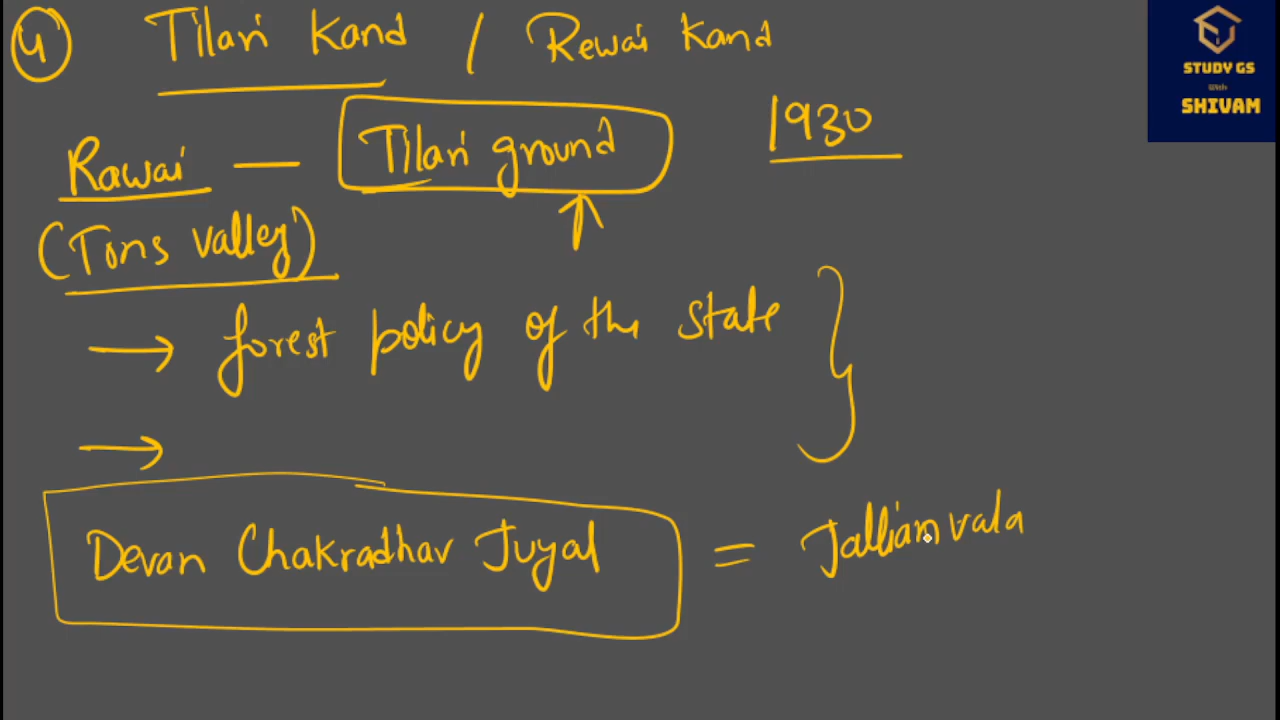 4 Tilari Kand / Rewai Kand
STUDY GS
With
SHIVAM
Rawai — Tilari ground 1930
(Tons valley)
→ forest policy of the state
→
Devan Chakradhar Juyal = Jallianvala